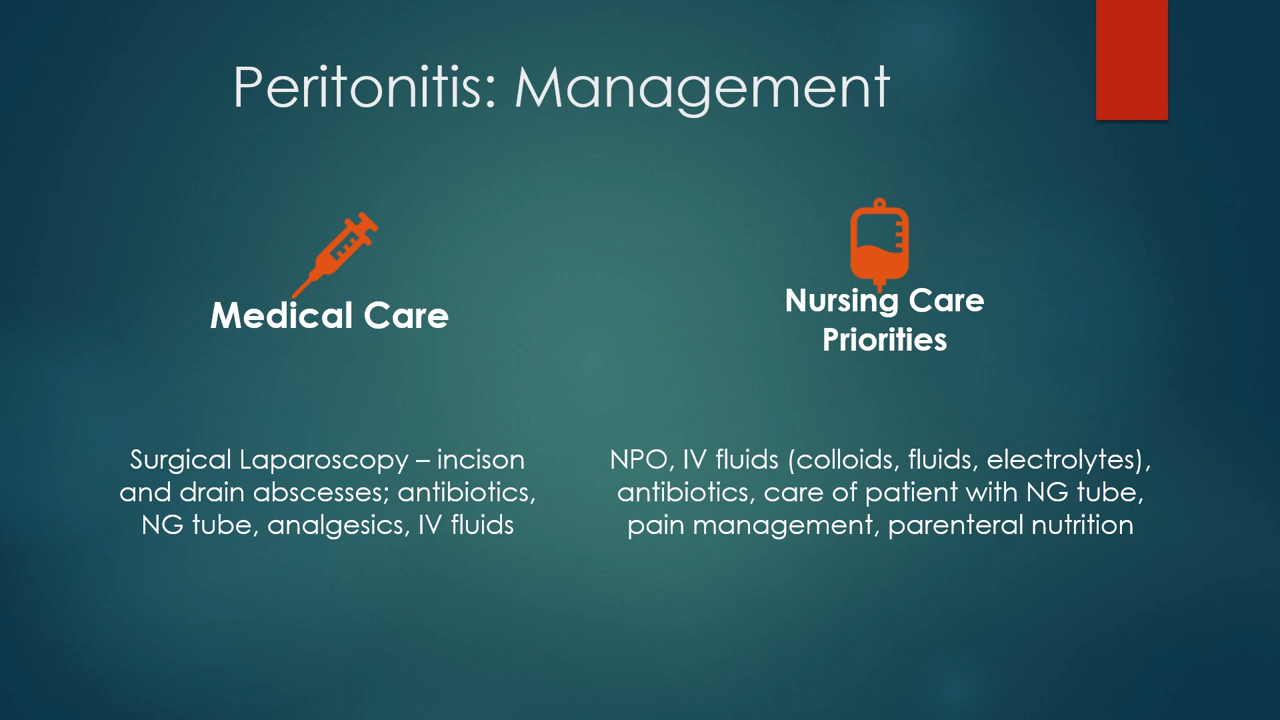 Peritonitis: Management
Medical Care
Surgical Laparoscopy – incison
and drain abscesses; antibiotics,
NG tube, analgesics, IV fluids
Nursing Care
Priorities
NPO, IV fluids (colloids, fluids, electrolytes),
antibiotics, care of patient with NG tube,
pain management, parenteral nutrition